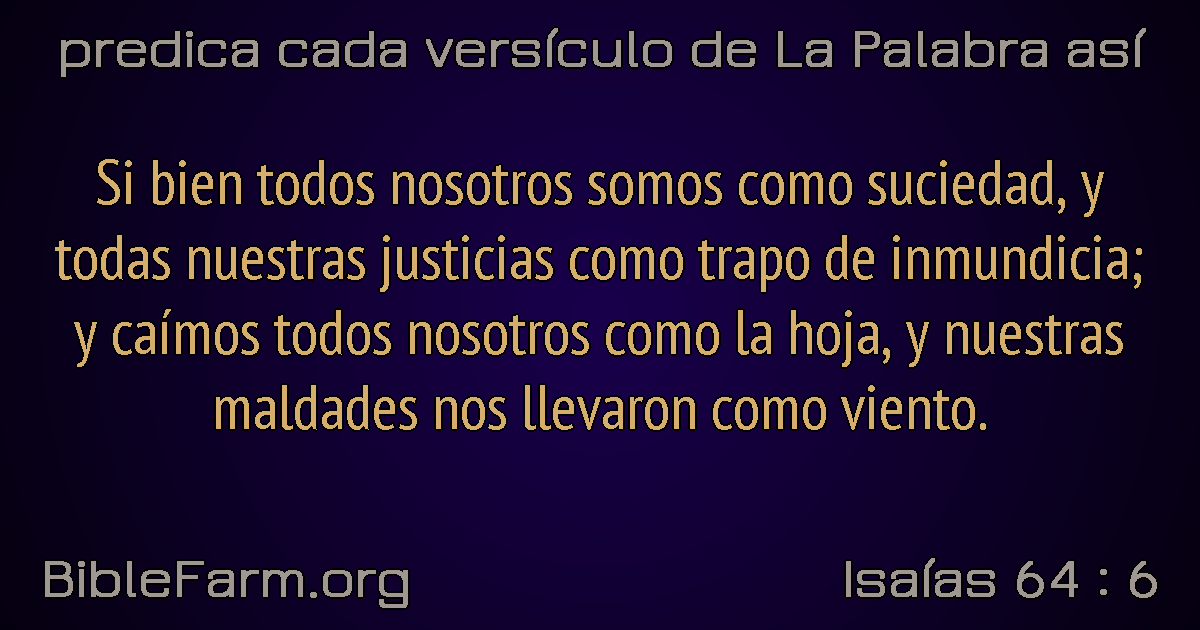 predica cada versículo de La Palabra así
Si bien todos nosotros somos como suciedad, y
todas nuestras justicias como trapo de inmundicia;
y caímos todos nosotros como la hoja, y nuestras
maldades nos llevaron como viento.
BibleFarm.org
Isaías 64 : 6